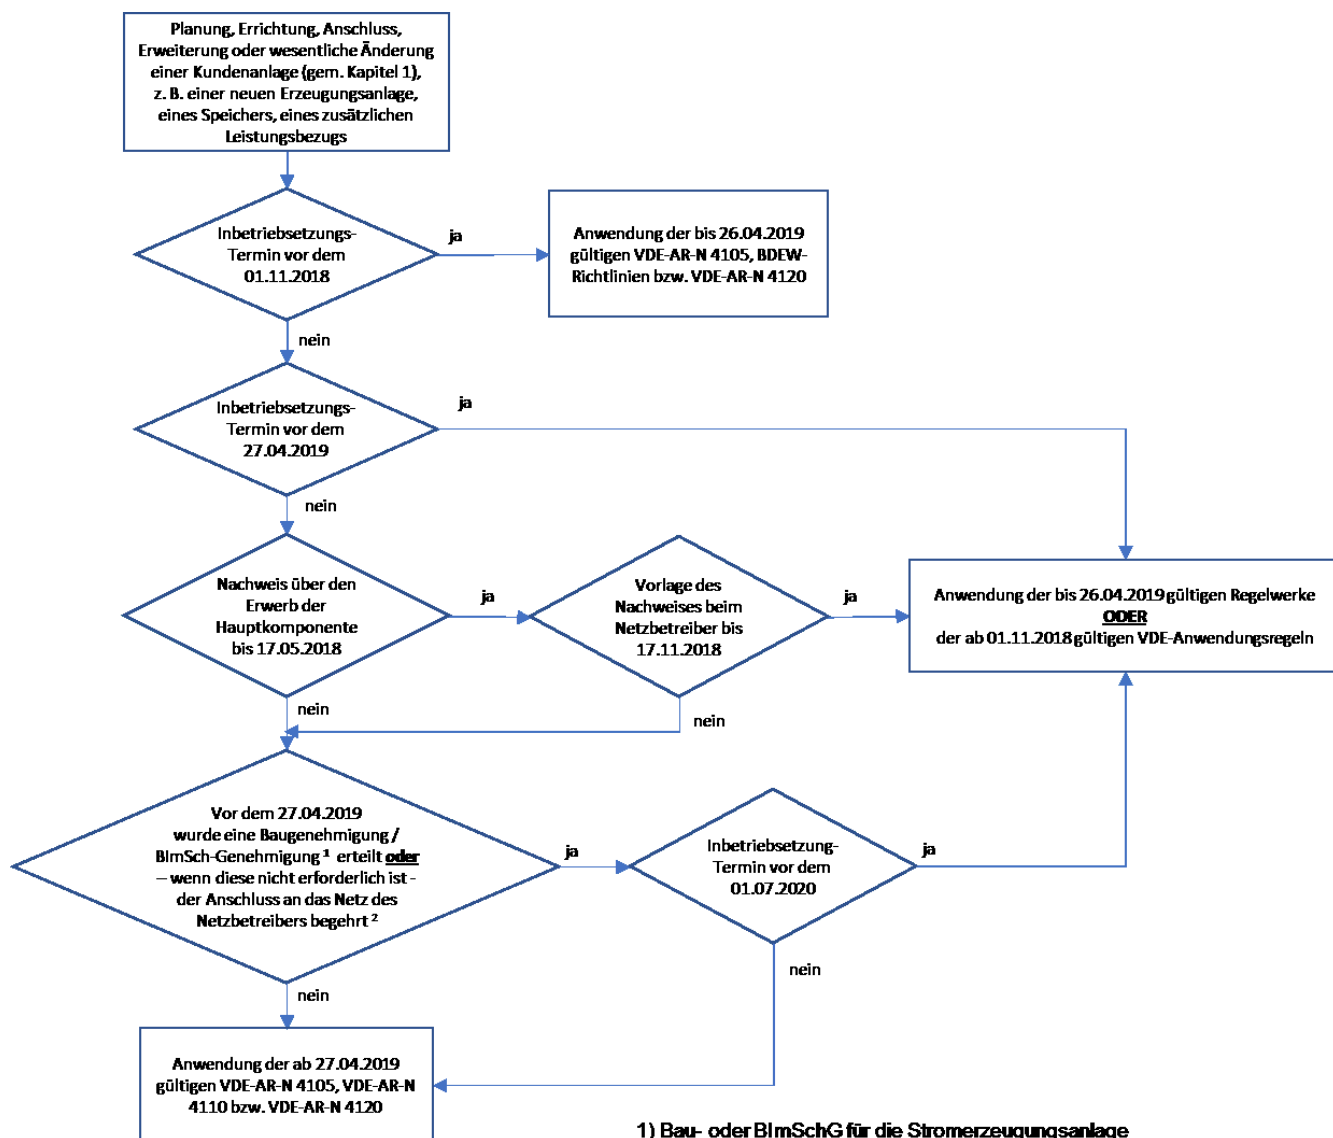 Planung, Errichtung, Anschluss,
Erweiterung oder wesentliche Änderung
einer Kundenanlage (gem. Kapitel 1),
z. B. einer neuen Erzeugungsanlage,
eines Speichers, eines zusätzlichen
Leistungsbezugs
Inbetriebsetzungs-
Termin vor dem
01.11.2018
ja
Anwendung der bis 26.04.2019
gültigen VDE-AR-N 4105, BDEW-
Richtlinien bzw. VDE-AR-N 4120
nein
Inbetriebsetzungs-
Termin vor dem
27.04.2019
ja
nein
Nachweis über den
Erwerb der
Hauptkomponente
bis 17.05.2018
ja
Vorlage des
Nachweises beim
Netzbetreiber bis
17.11.2018
ja
Anwendung der bis 26.04.2019 gültigen Regelwerke
ODER
der ab 01.11.2018 gültigen VDE-Anwendungsregeln
nein
nein
Vor dem 27.04.2019
wurde eine Baugenehmigung /
BImSch-Genehmigung ¹ erteilt oder
– wenn diese nicht erforderlich ist -
der Anschluss an das Netz des
Netzbetreibers begehrt ²
ja
Inbetriebsetzung-
Termin vor dem
01.07.2020
ja
nein
nein
Anwendung der ab 27.04.2019
gültigen VDE-AR-N 4105, VDE-AR-N
4110 bzw. VDE-AR-N 4120
1) Bau- oder BImSchG für die Stromerzeugungsanlage